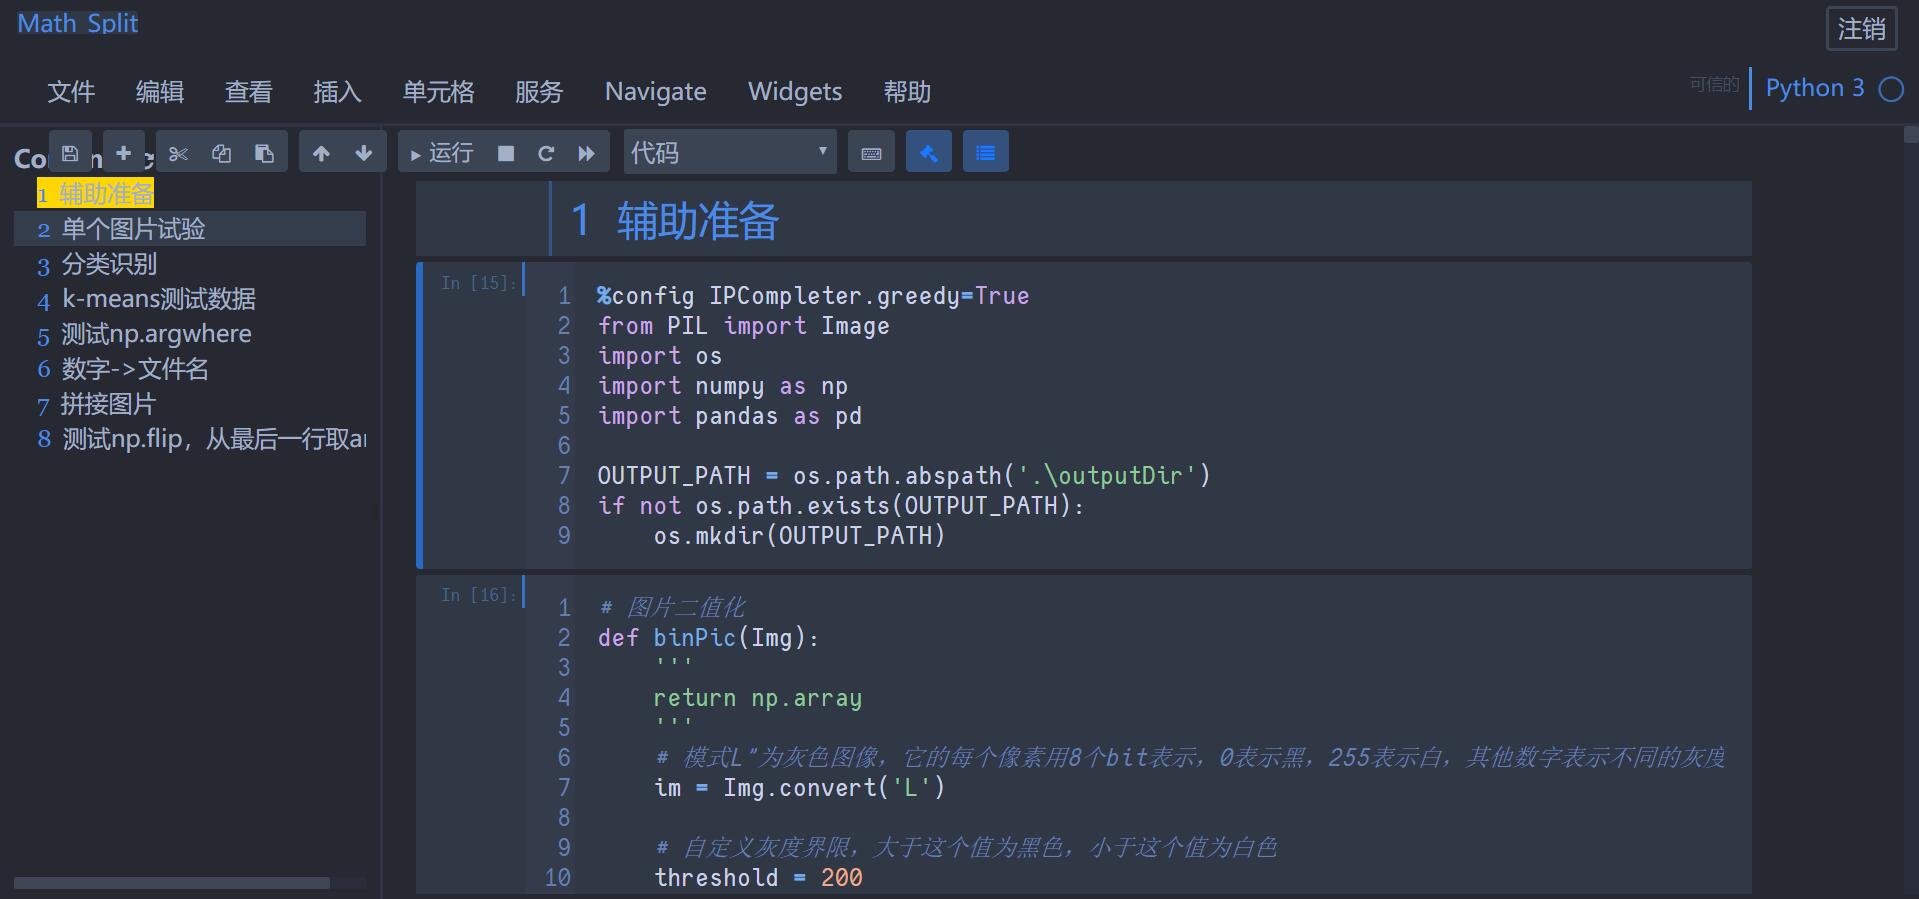 Math Split
注销
文件 编辑 查看 插入 单元格 服务 Navigate Widgets 帮助
可信的 Python 3
运行 代码
1 辅助准备
2 单个图片试验
3 分类识别
4 k-means测试数据
5 测试np.argwhere
6 数字->文件名
7 拼接图片
8 测试np.flip，从最后一行取ar
1 辅助准备
In [15]:
1 %config IPCompleter.greedy=True
2 from PIL import Image
3 import os
4 import numpy as np
5 import pandas as pd
6
7 OUTPUT_PATH = os.path.abspath('.\outputDir')
8 if not os.path.exists(OUTPUT_PATH):
9     os.mkdir(OUTPUT_PATH)
In [16]:
1 # 图片二值化
2 def binPic(Img):
3     '''
4     return np.array
5     '''
6     # 模式L”为灰色图像，它的每个像素用8个bit表示，0表示黑，255表示白，其他数字表示不同的灰度
7     im = Img.convert('L')
8
9     # 自定义灰度界限，大于这个值为黑色，小于这个值为白色
10     threshold = 200